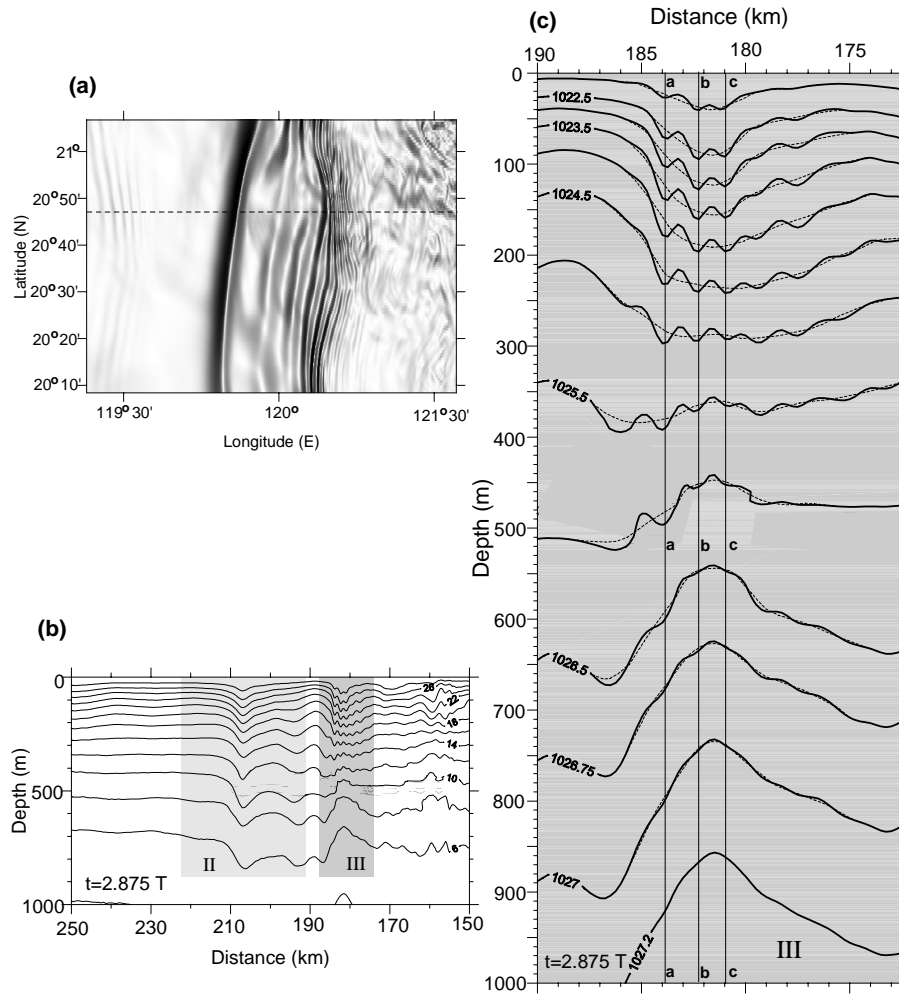 (a)
21°
20° 50'
20° 40'
20° 30'
20° 20'
20° 10'
Latitude (N)
119° 30'
120°
121° 30'
Longitude (E)
(b)
0
500
1000
Depth (m)
26
22
18
14
10
6
II
III
t=2.875 T
250
230
210
190
170
150
Distance (km)
(c)
Distance (km)
190
184
180
175
0
100
200
300
400
500
600
700
800
900
1000
Depth (m)
a
b
c
1022.5
1023.5
1024.5
1025.5
a
b
c
1026.5
1026.75
1027
1027.2
III
t=2.875 T
a
b
c